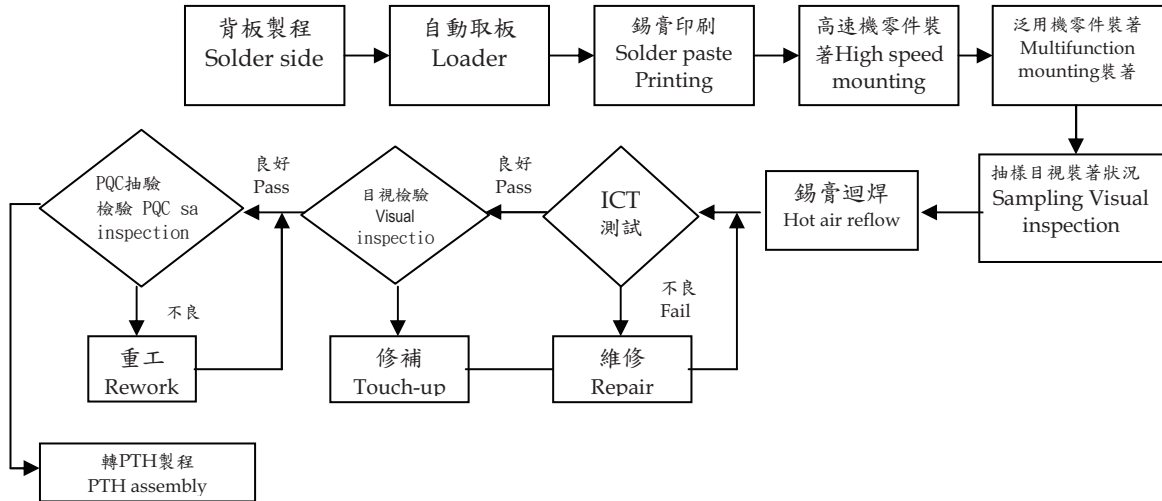 背板製程
Solder side
自動取板
Loader
錫膏印刷
Solder paste
Printing
高速機零件裝
著High speed
mounting
泛用機零件裝著
Multifunction
mounting裝著
抽樣目視裝著狀況
Sampling Visual
inspection
錫膏迴焊
Hot air reflow
ICT
測試
良好
Pass
不良
Fail
維修
Repair
目視檢驗
Visual
inspectio
修補
Touch-up
良好
Pass
PQC抽驗
檢驗 PQC sa
inspection
不良
重工
Rework
轉PTH製程
PTH assembly